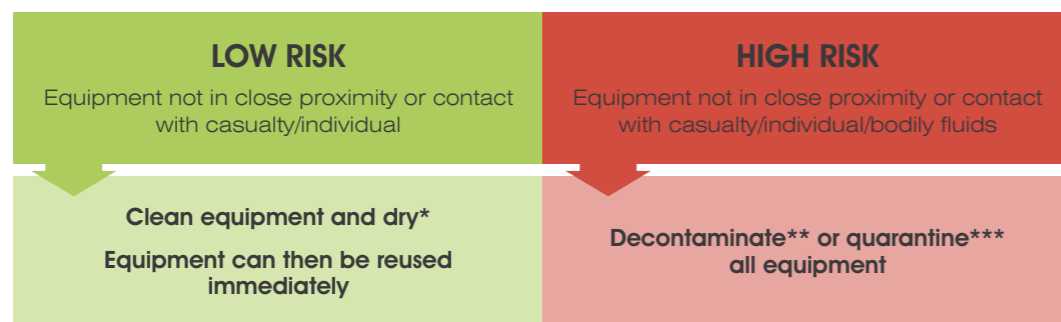 LOW RISK
Equipment not in close proximity or contact
with casualty/individual
HIGH RISK
Equipment not in close proximity or contact
with casualty/individual/bodily fluids
Clean equipment and dry*
Equipment can then be reused
immediately
Decontaminate** or quarantine***
all equipment